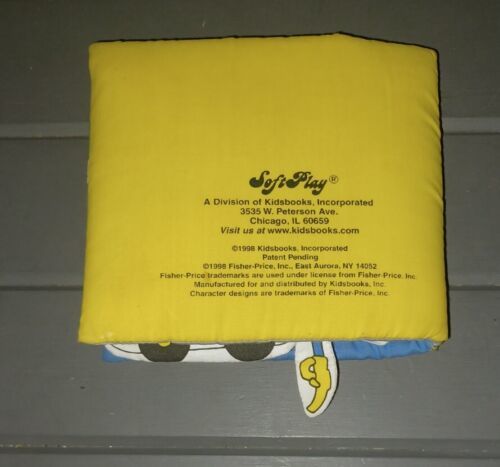 Soft Play®
A Division of Kidsbooks, Incorporated
3535 W. Peterson Ave.
Chicago, IL 60659
Visit us at www.kidsbooks.com
©1998 Kidsbooks, Incorporated
Patent Pending
©1998 Fisher-Price, Inc., East Aurora, NY 14052
Fisher-Price trademarks are used under license from Fisher-Price, Inc.
Manufactured for and distributed by Kidsbooks, Inc.
Character designs are trademarks of Fisher-Price, Inc.